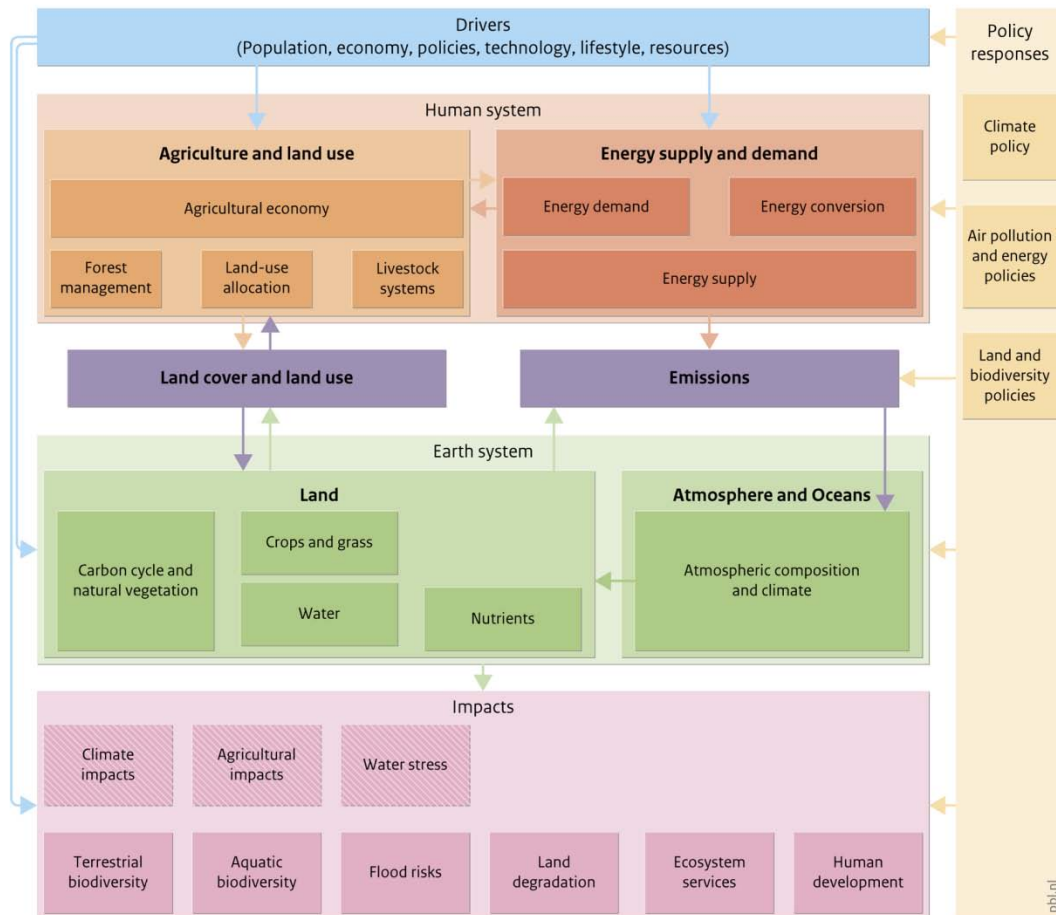 Drivers
(Population, economy, policies, technology, lifestyle, resources)
Policy
responses
Human system
Agriculture and land use
Agricultural economy
Forest
management
Land-use
allocation
Livestock
systems
Energy supply and demand
Energy demand
Energy conversion
Energy supply
Climate
policy
Air pollution
and energy
policies
Land and
biodiversity
policies
Land cover and land use
Emissions
Earth system
Land
Carbon cycle and
natural vegetation
Crops and grass
Water
Nutrients
Atmosphere and Oceans
Atmospheric composition
and climate
Impacts
Climate
impacts
Agricultural
impacts
Water stress
Terrestrial
biodiversity
Aquatic
biodiversity
Flood risks
Land
degradation
Ecosystem
services
Human
development
pbl.nl